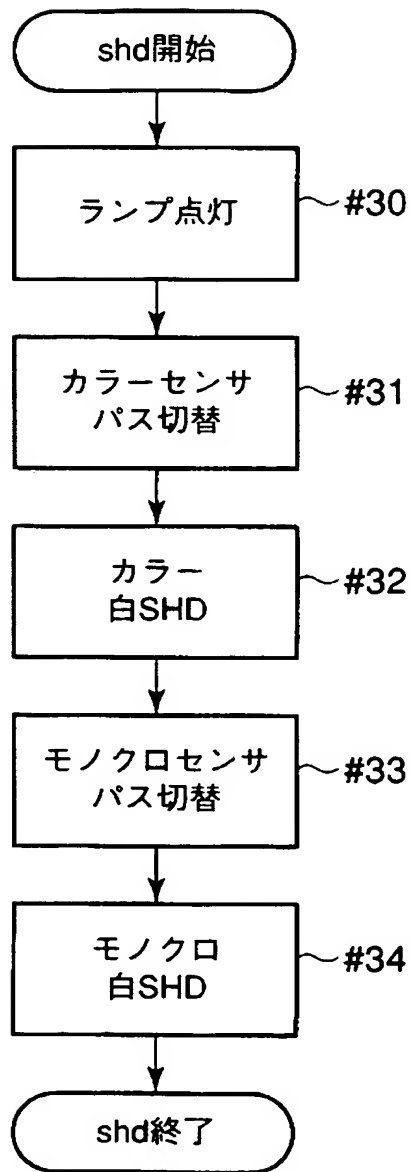 shd開始
ランプ点灯
#30
カラーセンサ
パス切替
#31
カラー
白SHD
#32
モノクロセンサ
パス切替
#33
モノクロ
白SHD
#34
shd終了